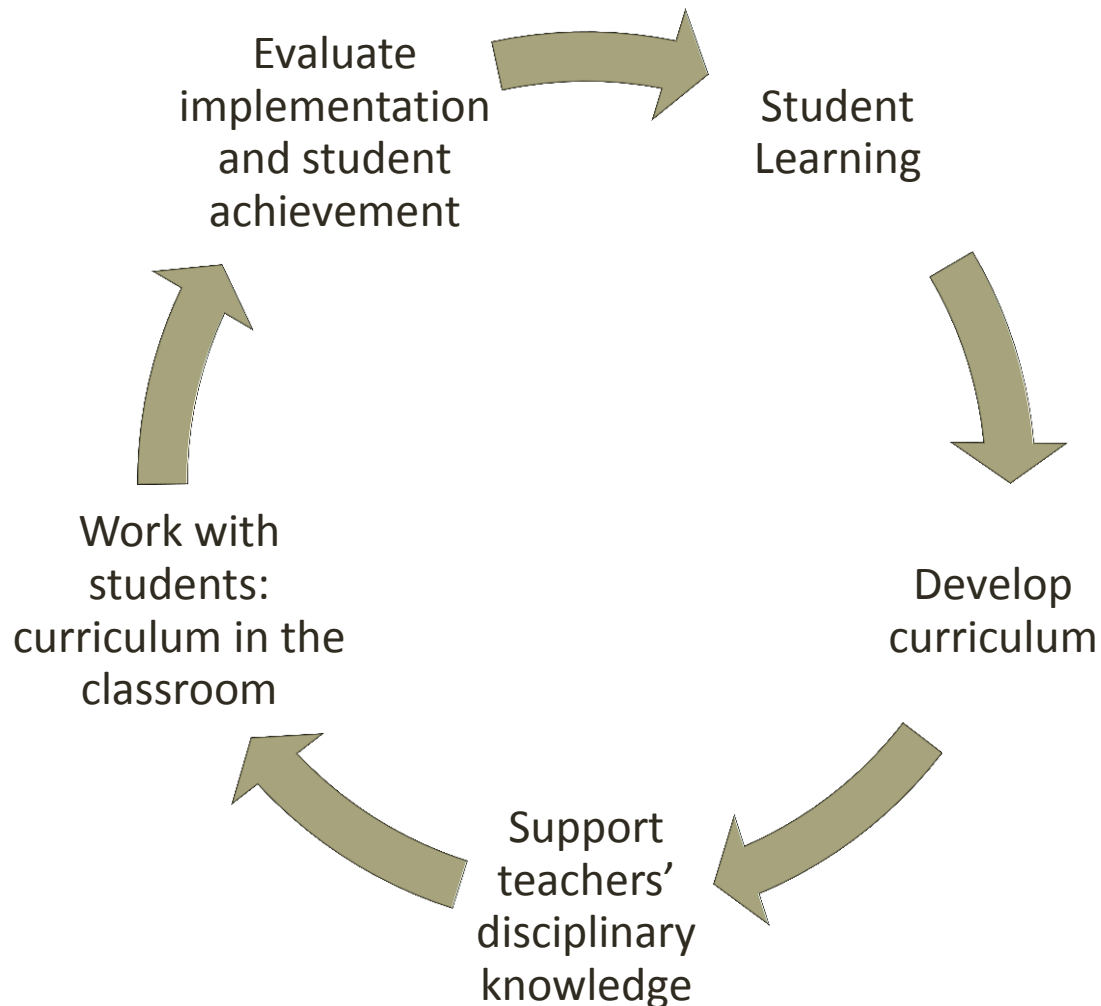 Evaluate
implementation
and student
achievement
Student
Learning
Develop
curriculum
Support
teachers’
disciplinary
knowledge
Work with
students:
curriculum in the
classroom